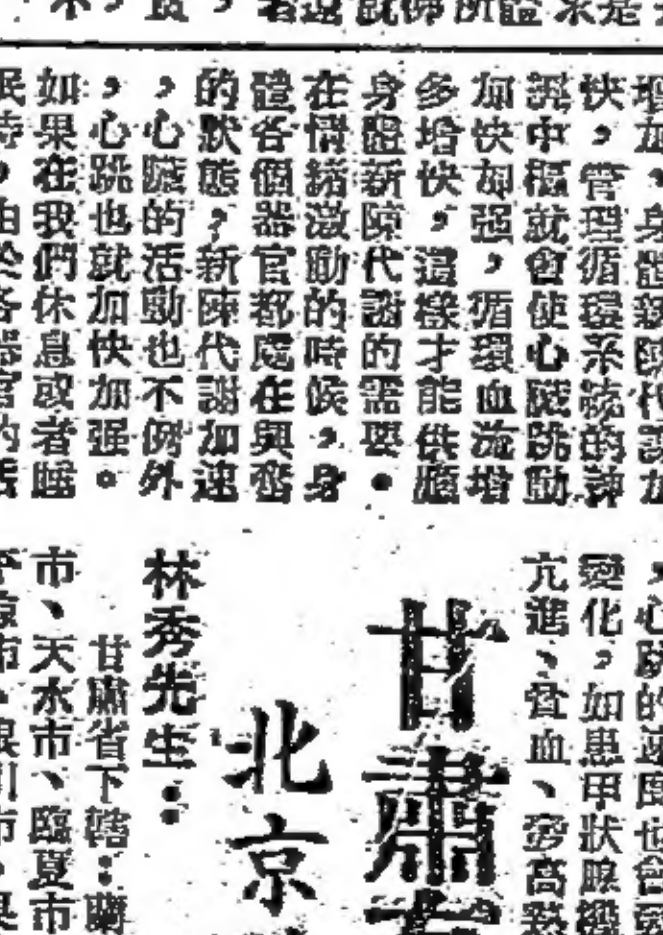 增加，身體新陳代謝加
快，管理循環系統的神
經中樞就會使心臟跳動
加快加强，循環血流增
多增快，這樣才能供應
身體新陳代謝的需要。
在情緒激動的時候，身
體各個器官都處在興奮
的狀態，新陳代謝加速
，心臟的活動也不例外
，心跳也就加快加强。
如果在我們休息或者睡
眠時，由於各器官的活
，心跳的速度也會
變化，如患甲狀腺機
亢進、貧血、發高熱
甘肅
北京
林秀先生：
甘肅省下轄：蘭
市、天水市、臨夏市